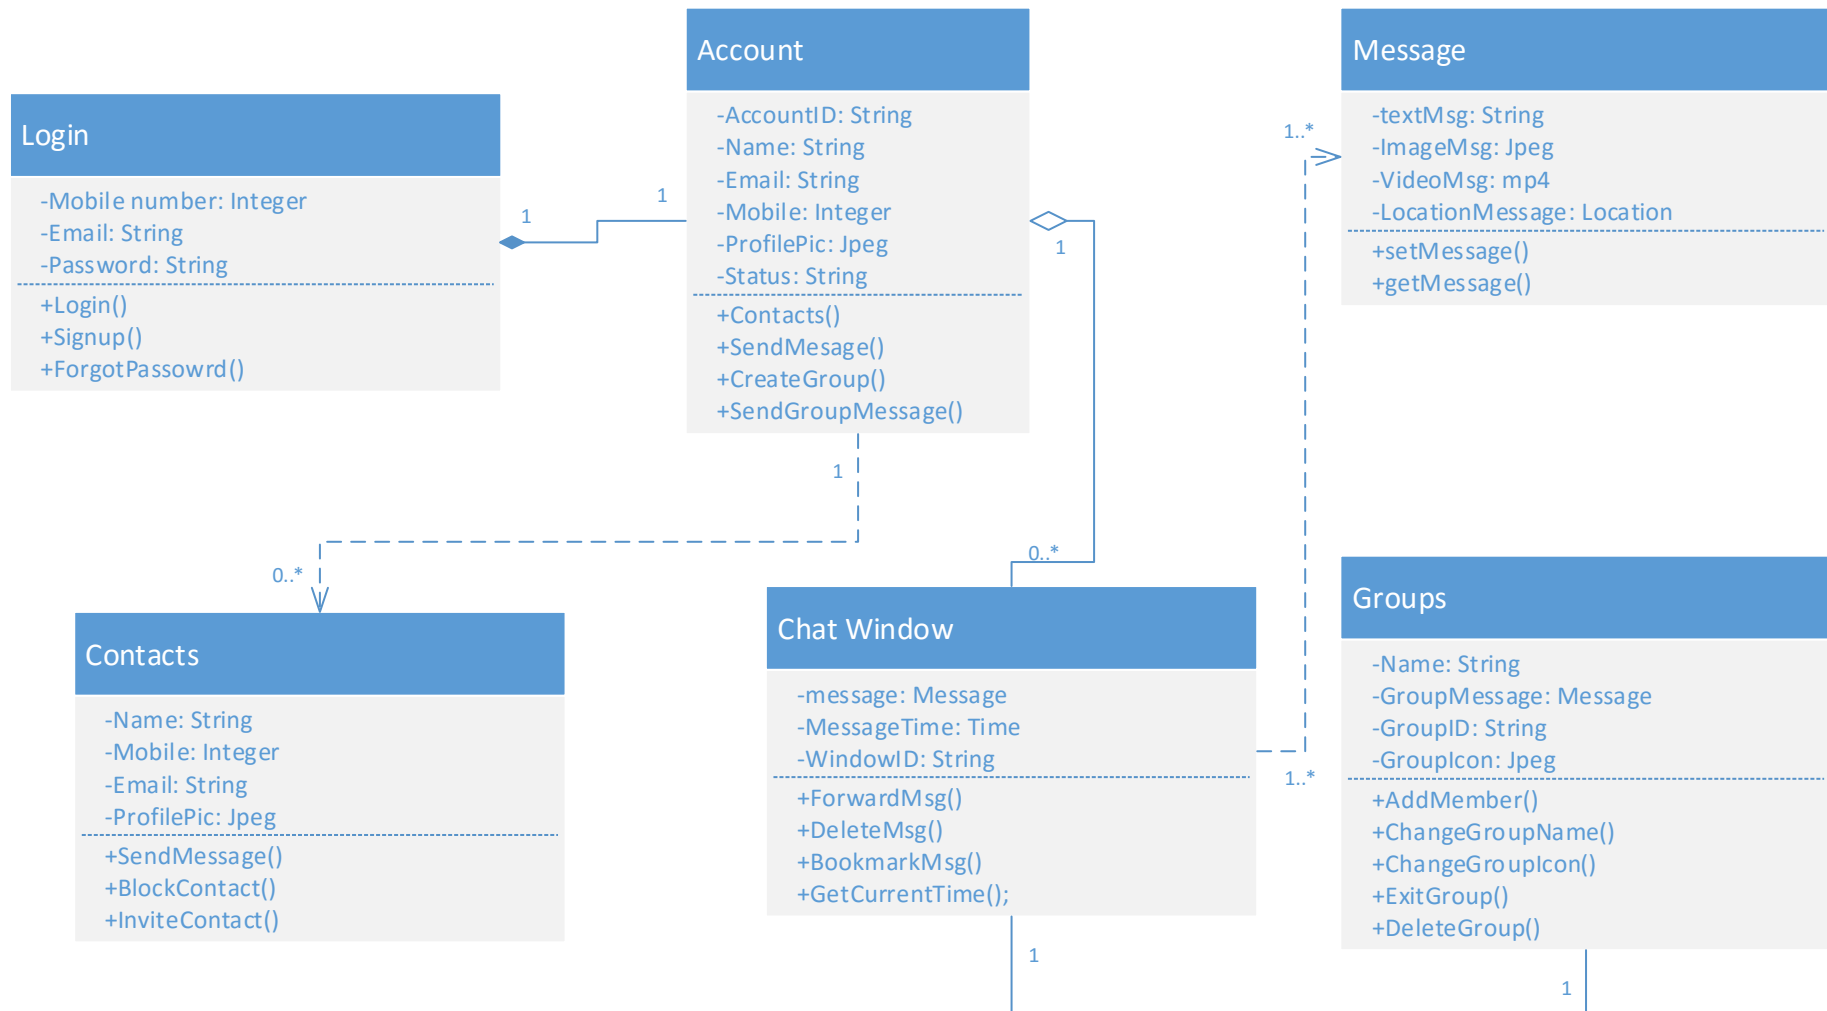 Login
-Mobile number: Integer
-Email: String
-Password: String
+Login()
+Signup()
+ForgotPassowrd()
1
1
Account
-AccountID: String
-Name: String
-Email: String
-Mobile: Integer
-ProfilePic: Jpeg
-Status: String
+Contacts()
+SendMesage()
+CreateGroup()
+SendGroupMessage()
1
1
0..*
0..*
Message
-textMsg: String
-ImageMsg: Jpeg
-VideoMsg: mp4
-LocationMessage: Location
+setMessage()
+getMessage()
1..*
Contacts
-Name: String
-Mobile: Integer
-Email: String
-ProfilePic: Jpeg
+SendMessage()
+BlockContact()
+InviteContact()
Chat Window
-message: Message
-MessageTime: Time
-WindowID: String
+ForwardMsg()
+DeleteMsg()
+BookmarkMsg()
+GetCurrentTime();
1..*
1
Groups
-Name: String
-GroupMessage: Message
-GroupID: String
-GroupIcon: Jpeg
+AddMember()
+ChangeGroupName()
+ChangeGroupIcon()
+ExitGroup()
+DeleteGroup()
1